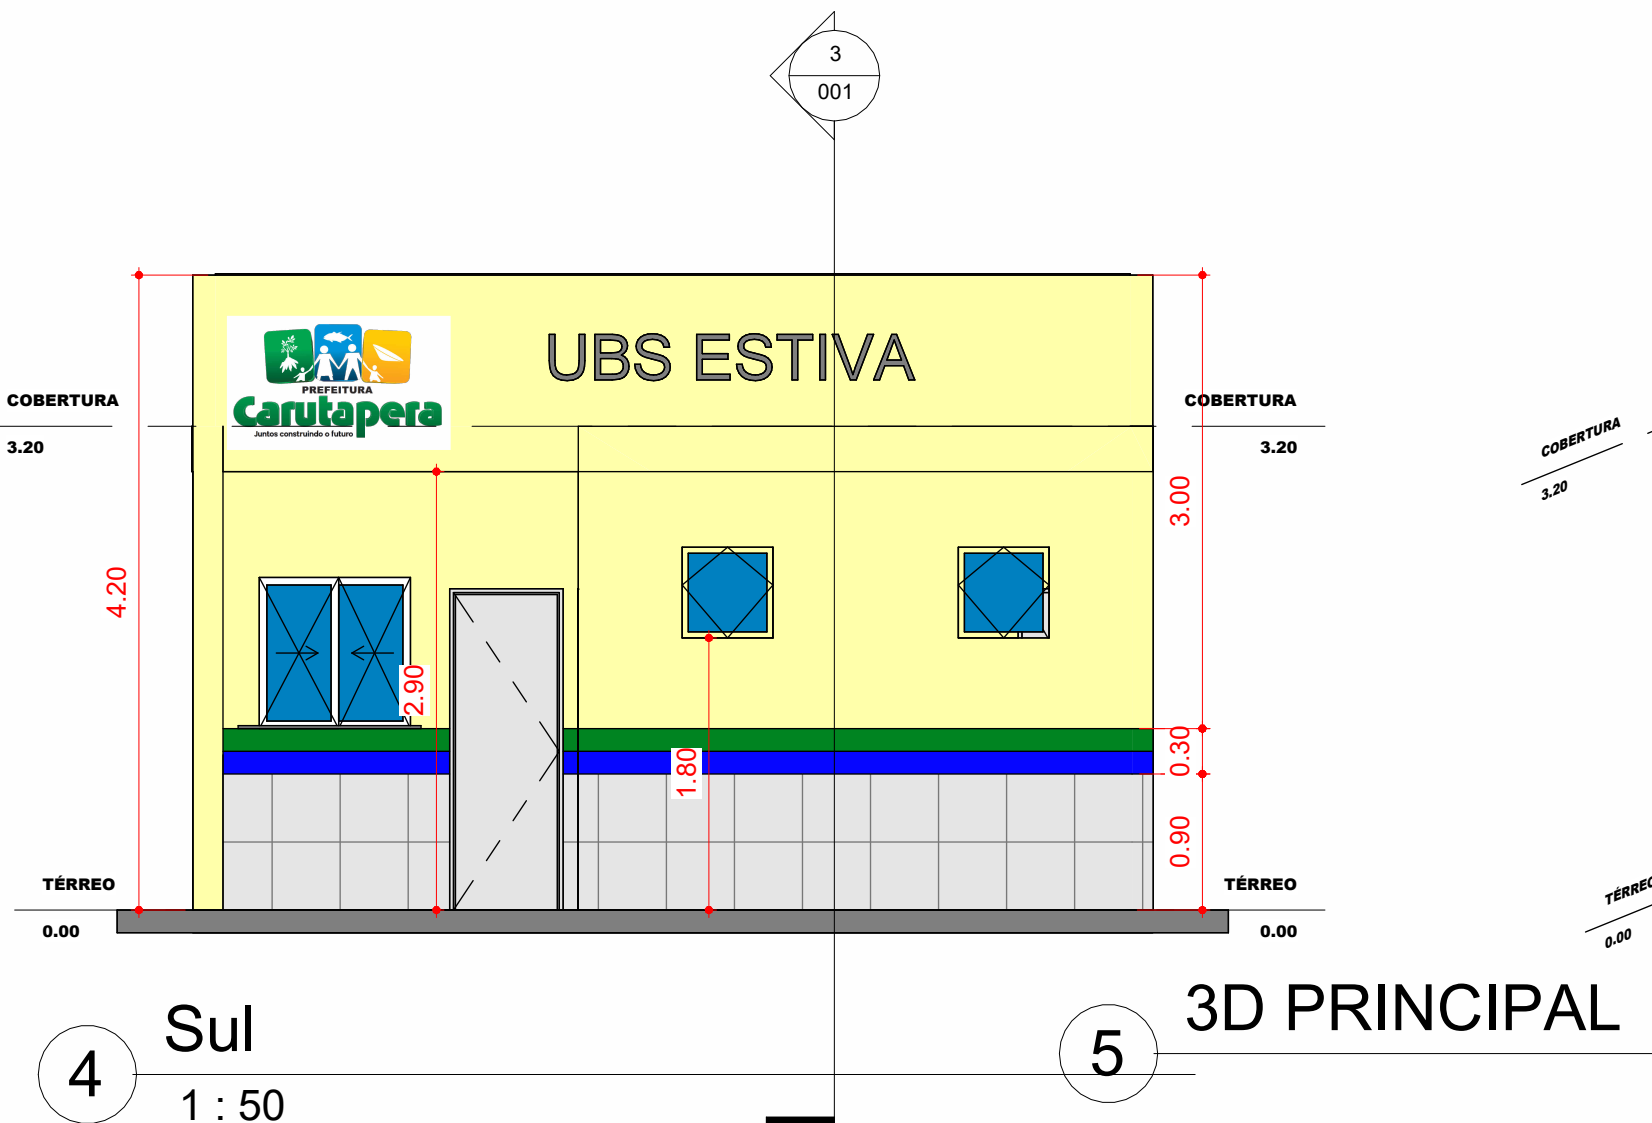 3
001
UBS ESTIVA
PREFEITURA
Carutapera
Juntos construindo o futuro
COBERTURA
3.20
COBERTURA
3.20
COBERTURA
3.20
4.20
2.90
1.80
3.00
0.30
0.90
TÉRREO
0.00
TÉRREO
0.00
TÉRREO
0.00
4
Sul
1 : 50
5
3D PRINCIPAL